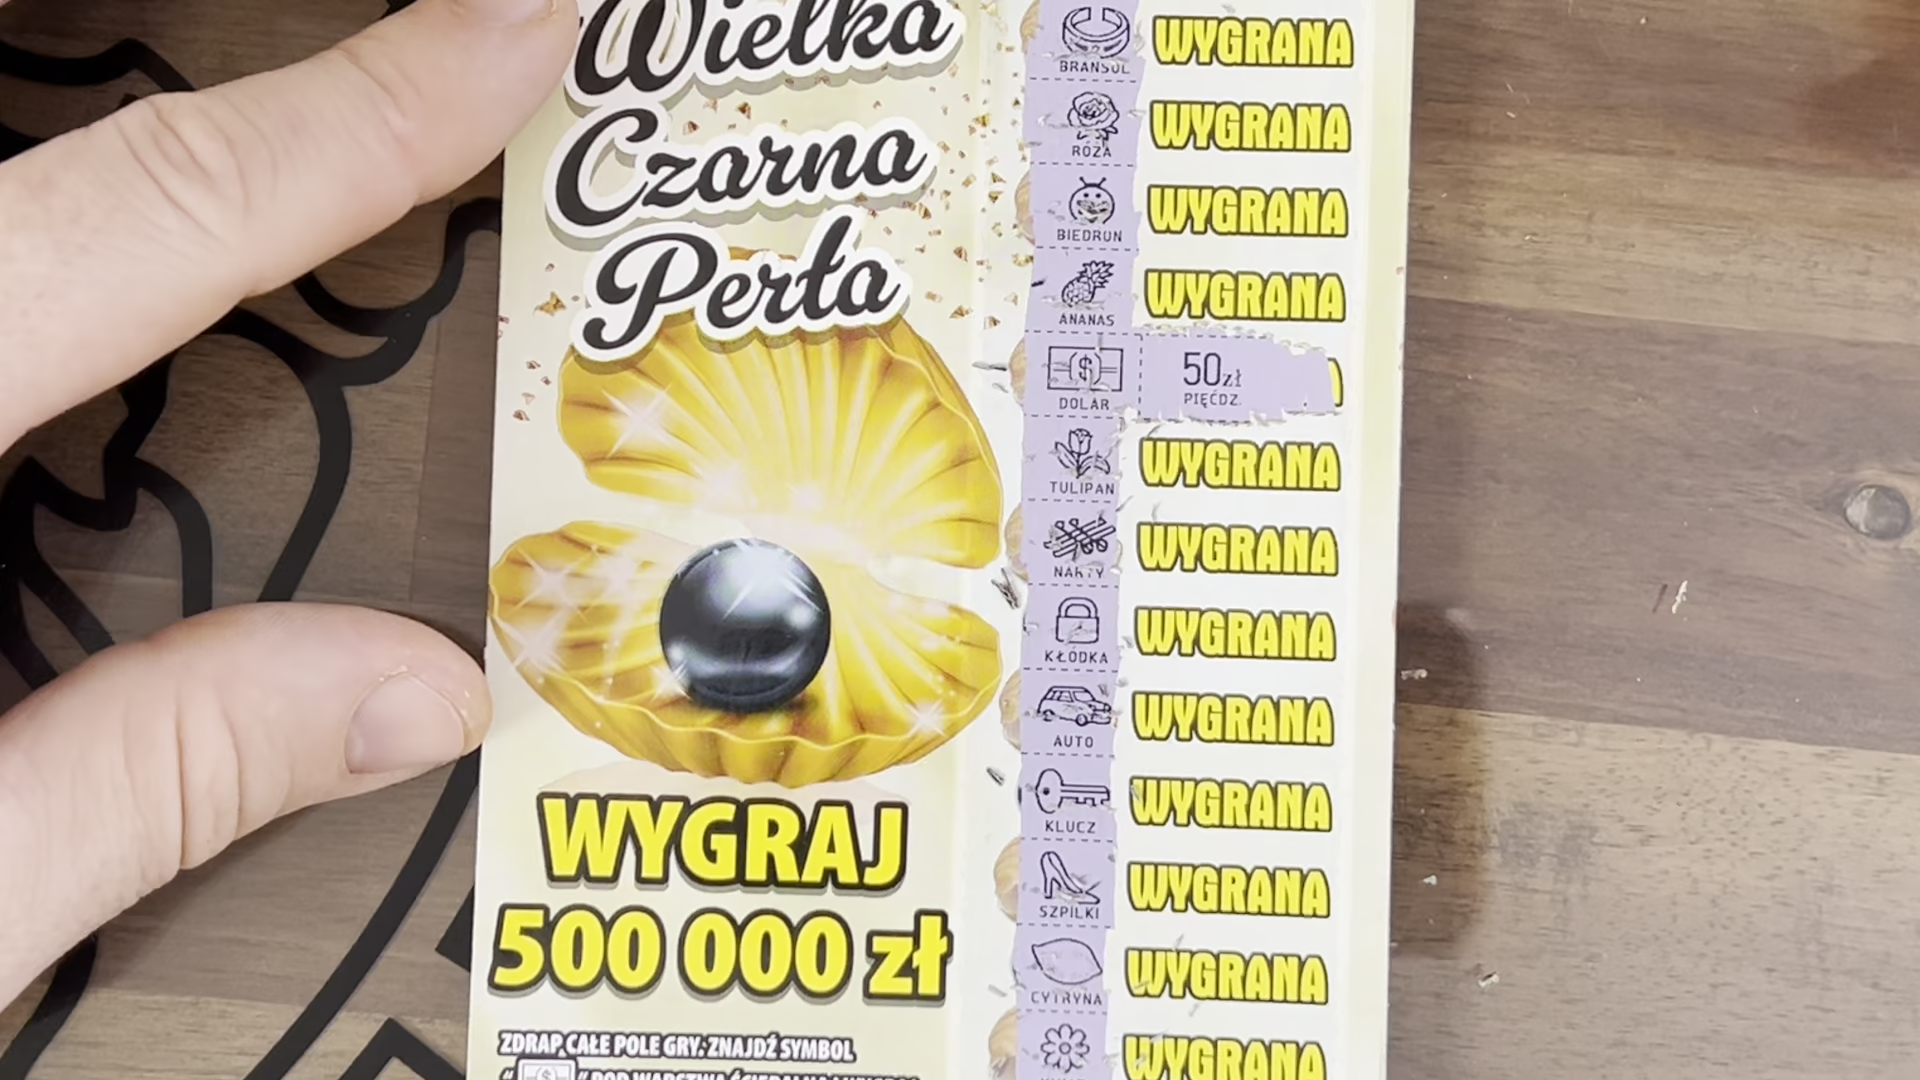 Wielka
Czarna
Perła
WYGRAJ
500 000 zł
ZDRAP CAŁE POLE GRY. ZNAJDŹ SYMBOL
BRANSOL
WYGRANA
RÓŻA
WYGRANA
BIEDRON
WYGRANA
ANANAS
WYGRANA
DOLAR
50zł
PIĘĆDZ.
TULIPAN
WYGRANA
NARTY
WYGRANA
KŁÓDKA
WYGRANA
AUTO
WYGRANA
KLUCZ
WYGRANA
SZPILKI
WYGRANA
CYTRYNA
WYGRANA
WYGRANA